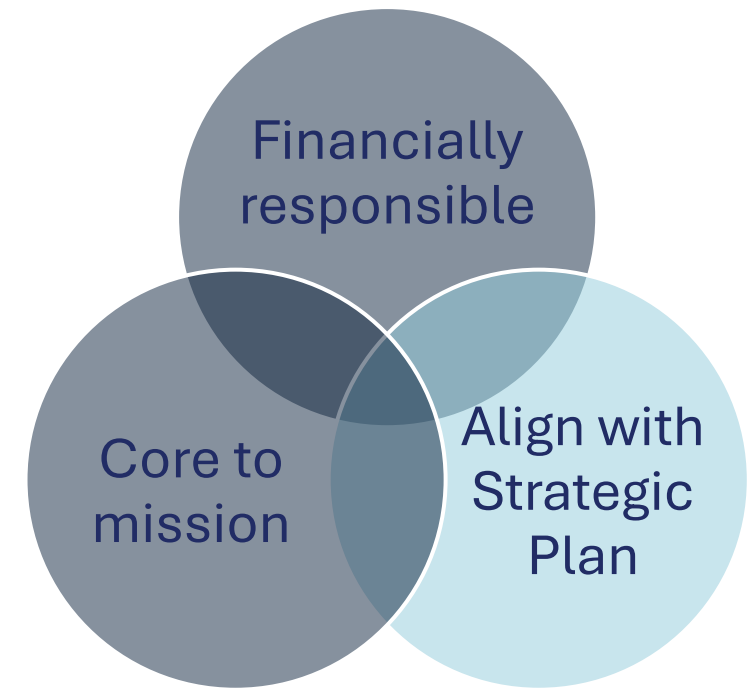 Financially
responsible
Core to
mission
Align with
Strategic
Plan